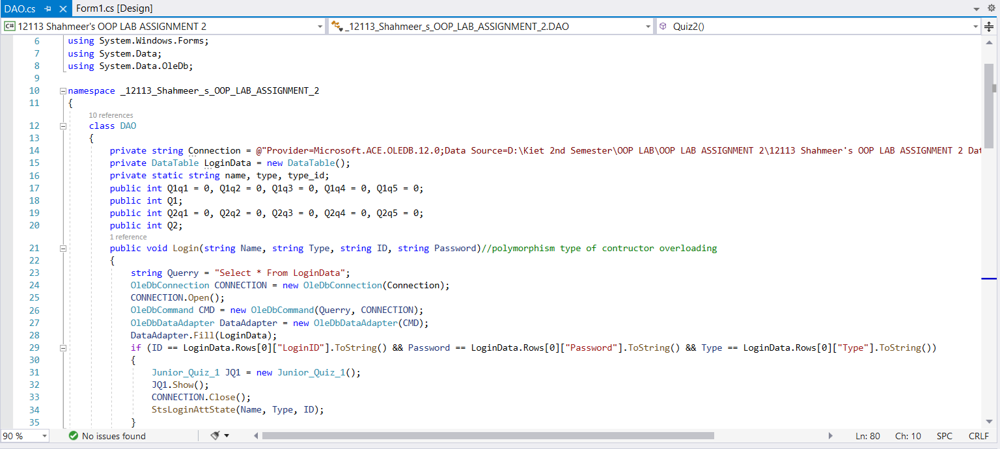 DAO.cs Form1.cs [Design]
C# 12113 Shahmeer's OOP LAB ASSIGNMENT 2 _12113_Shahmeer_s_OOP_LAB_ASSIGNMENT_2.DAO Quiz2()
6 using System.Windows.Forms;
7 using System.Data;
8 using System.Data.OleDb;
9
10 namespace _12113_Shahmeer_s_OOP_LAB_ASSIGNMENT_2
11 {
10 references
12 class DAO
13 {
14 private string Connection = @"Provider=Microsoft.ACE.OLEDB.12.0;Data Source=D:\Kiet 2nd Semester\OOP LAB\OOP LAB ASSIGNMENT 2\12113 Shahmeer's OOP LAB ASSIGNMENT 2 Dat
15 private DataTable LoginData = new DataTable();
16 private static string name, type, type_id;
17 public int Q1q1 = 0, Q1q2 = 0, Q1q3 = 0, Q1q4 = 0, Q1q5 = 0;
18 public int Q1;
19 public int Q2q1 = 0, Q2q2 = 0, Q2q3 = 0, Q2q4 = 0, Q2q5 = 0;
20 public int Q2;
1 reference
21 public void Login(string Name, string Type, string ID, string Password)//polymorphism type of contructor overloading
22 {
23 string Querry = "Select * From LoginData";
24 OleDbConnection CONNECTION = new OleDbConnection(Connection);
25 CONNECTION.Open();
26 OleDbCommand CMD = new OleDbCommand(Querry, CONNECTION);
27 OleDbDataAdapter DataAdapter = new OleDbDataAdapter(CMD);
28 DataAdapter.Fill(LoginData);
29 if (ID == LoginData.Rows[0]["LoginID"].ToString() && Password == LoginData.Rows[0]["Password"].ToString() && Type == LoginData.Rows[0]["Type"].ToString())
30 {
31 Junior_Quiz_1 JQ1 = new Junior_Quiz_1();
32 JQ1.Show();
33 CONNECTION.Close();
34 StsLoginAttState(Name, Type, ID);
35 }
90 % No issues found Ln: 80 Ch: 10 SPC CRLF